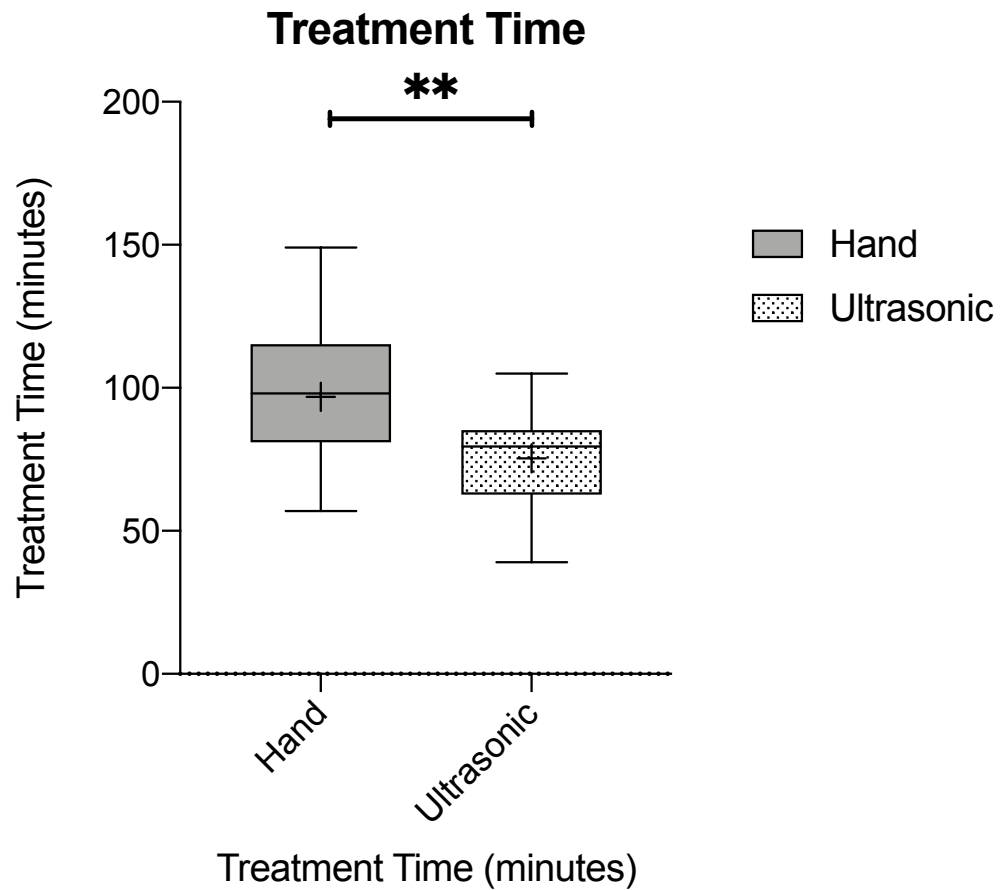 Treatment Time
**
200
150
100
50
0
Treatment Time (minutes)
Hand
Ultrasonic
Treatment Time (minutes)
Hand
Ultrasonic